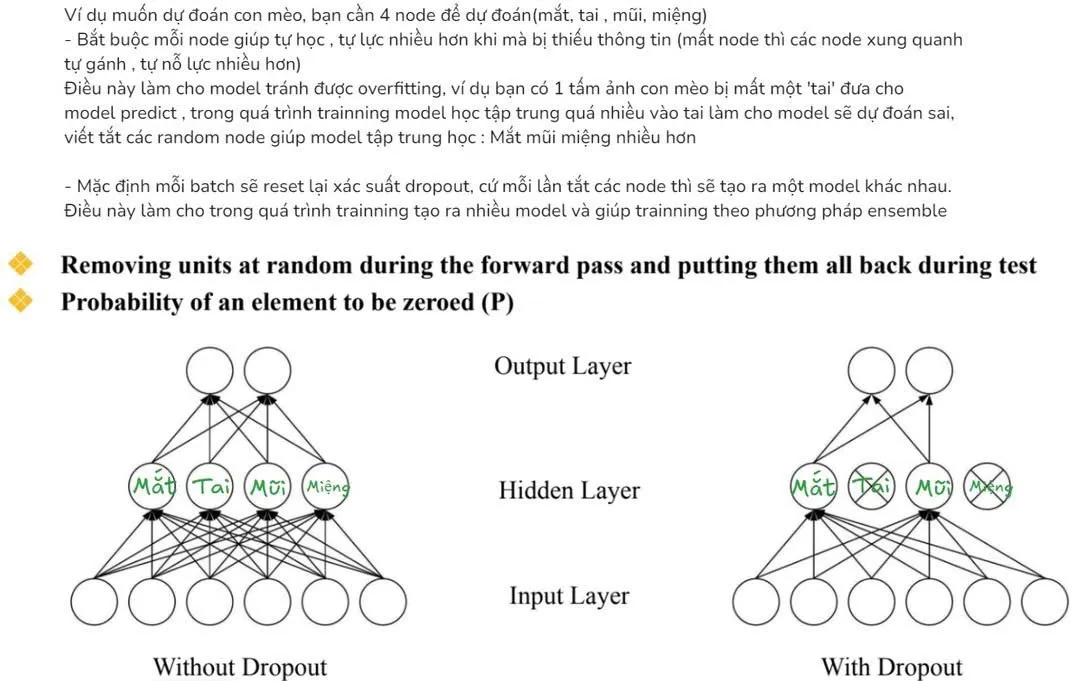 Ví dụ muốn dự đoán con mèo, bạn cần 4 node để dự đoán(mắt, tai , mũi, miệng)
- Bắt buộc mỗi node giúp tự học , tự lực nhiều hơn khi mà bị thiếu thông tin (mất node thì các node xung quanh
tự gánh , tự nỗ lực nhiều hơn)
Điều này làm cho model tránh được overfitting, ví dụ bạn có 1 tấm ảnh con mèo bị mất một 'tai' đưa cho
model predict , trong quá trình trainning model học tập trung quá nhiều vào tai làm cho model sẽ dự đoán sai,
viết tắt các random node giúp model tập trung học : Mắt mũi miệng nhiều hơn
- Mặc định mỗi batch sẽ reset lại xác suất dropout, cứ mỗi lần tắt các node thì sẽ tạo ra một model khác nhau.
Điều này làm cho trong quá trình trainning tạo ra nhiều model và giúp trainning theo phương pháp ensemble
Removing units at random during the forward pass and putting them all back during test
Probability of an element to be zeroed (P)
Output Layer
Mắt Tai Mũi Miệng Hidden Layer Mắt Tai Mũi Miệng
Input Layer
Without Dropout With Dropout